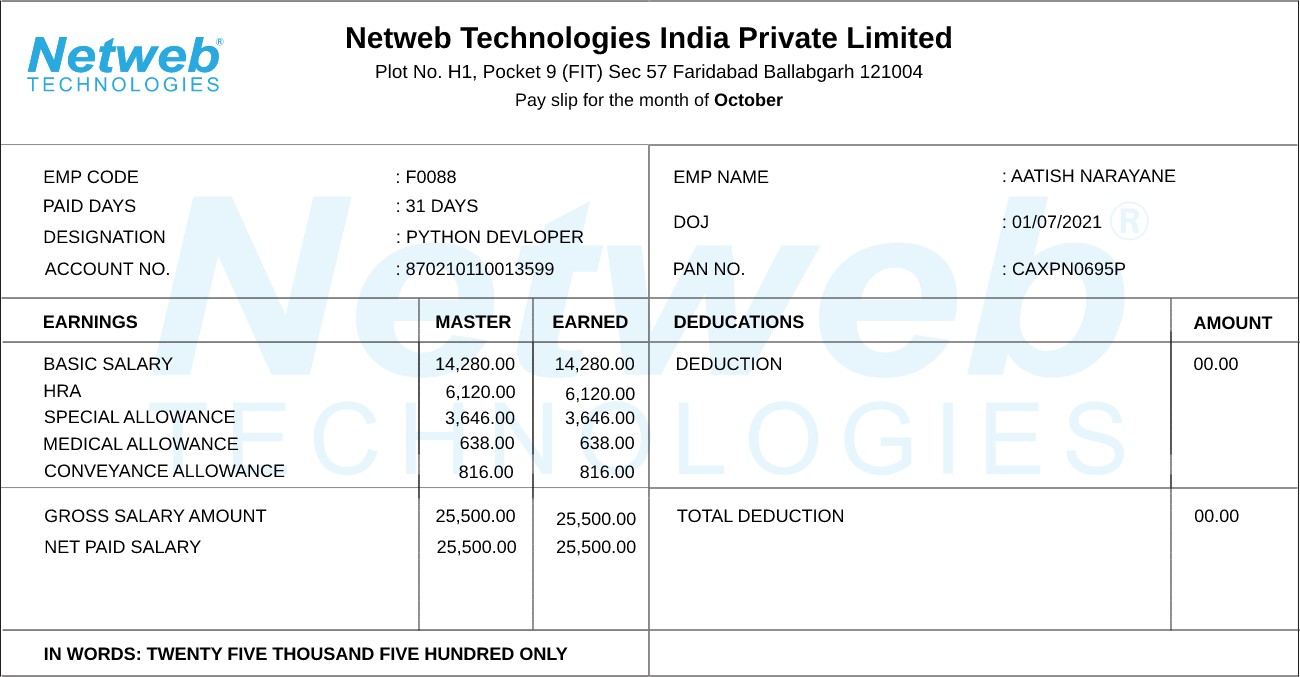 Netweb®
TECHNOLOGIES
Netweb Technologies India Private Limited
Plot No. H1, Pocket 9 (FIT) Sec 57 Faridabad Ballabgarh 121004
Pay slip for the month of October
EMP CODE : F0088 EMP NAME : AATISH NARAYANE
PAID DAYS : 31 DAYS
DOJ : 01/07/2021
DESIGNATION : PYTHON DEVLOPER
ACCOUNT NO. : 870210110013599 PAN NO. : CAXPN0695P
Netweb®
TECHNOLOGIES
EARNINGS MASTER EARNED DEDUCATIONS AMOUNT
BASIC SALARY 14,280.00 14,280.00 DEDUCTION 00.00
HRA 6,120.00 6,120.00
SPECIAL ALLOWANCE 3,646.00 3,646.00
MEDICAL ALLOWANCE 638.00 638.00
CONVEYANCE ALLOWANCE 816.00 816.00
GROSS SALARY AMOUNT 25,500.00 25,500.00 TOTAL DEDUCTION 00.00
NET PAID SALARY 25,500.00 25,500.00
IN WORDS: TWENTY FIVE THOUSAND FIVE HUNDRED ONLY